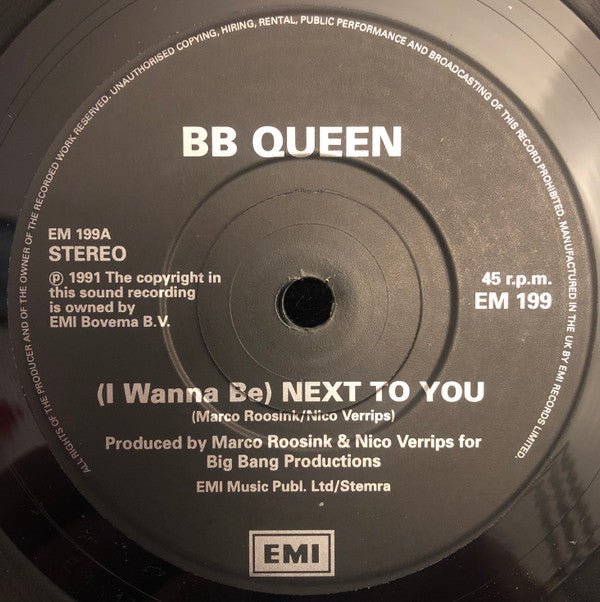 ALL RIGHTS OF THE PRODUCER AND OF THE OWNER OF THE RECORDED WORK RESERVED. UNAUTHORISED COPYING, HIRING, RENTAL, PUBLIC PERFORMANCE AND BROADCASTING OF THIS RECORD PROHIBITED. MANUFACTURED IN THE UK BY EMI RECORDS LIMITED.
BB QUEEN
EM 199A
STEREO
℗ 1991 The copyright in
this sound recording
is owned by
EMI Bovema B.V.
45 r.p.m.
EM 199
(I Wanna Be) NEXT TO YOU
(Marco Roosink/Nico Verrips)
Produced by Marco Roosink & Nico Verrips for
Big Bang Productions
EMI Music Publ. Ltd/Stemra
EMI